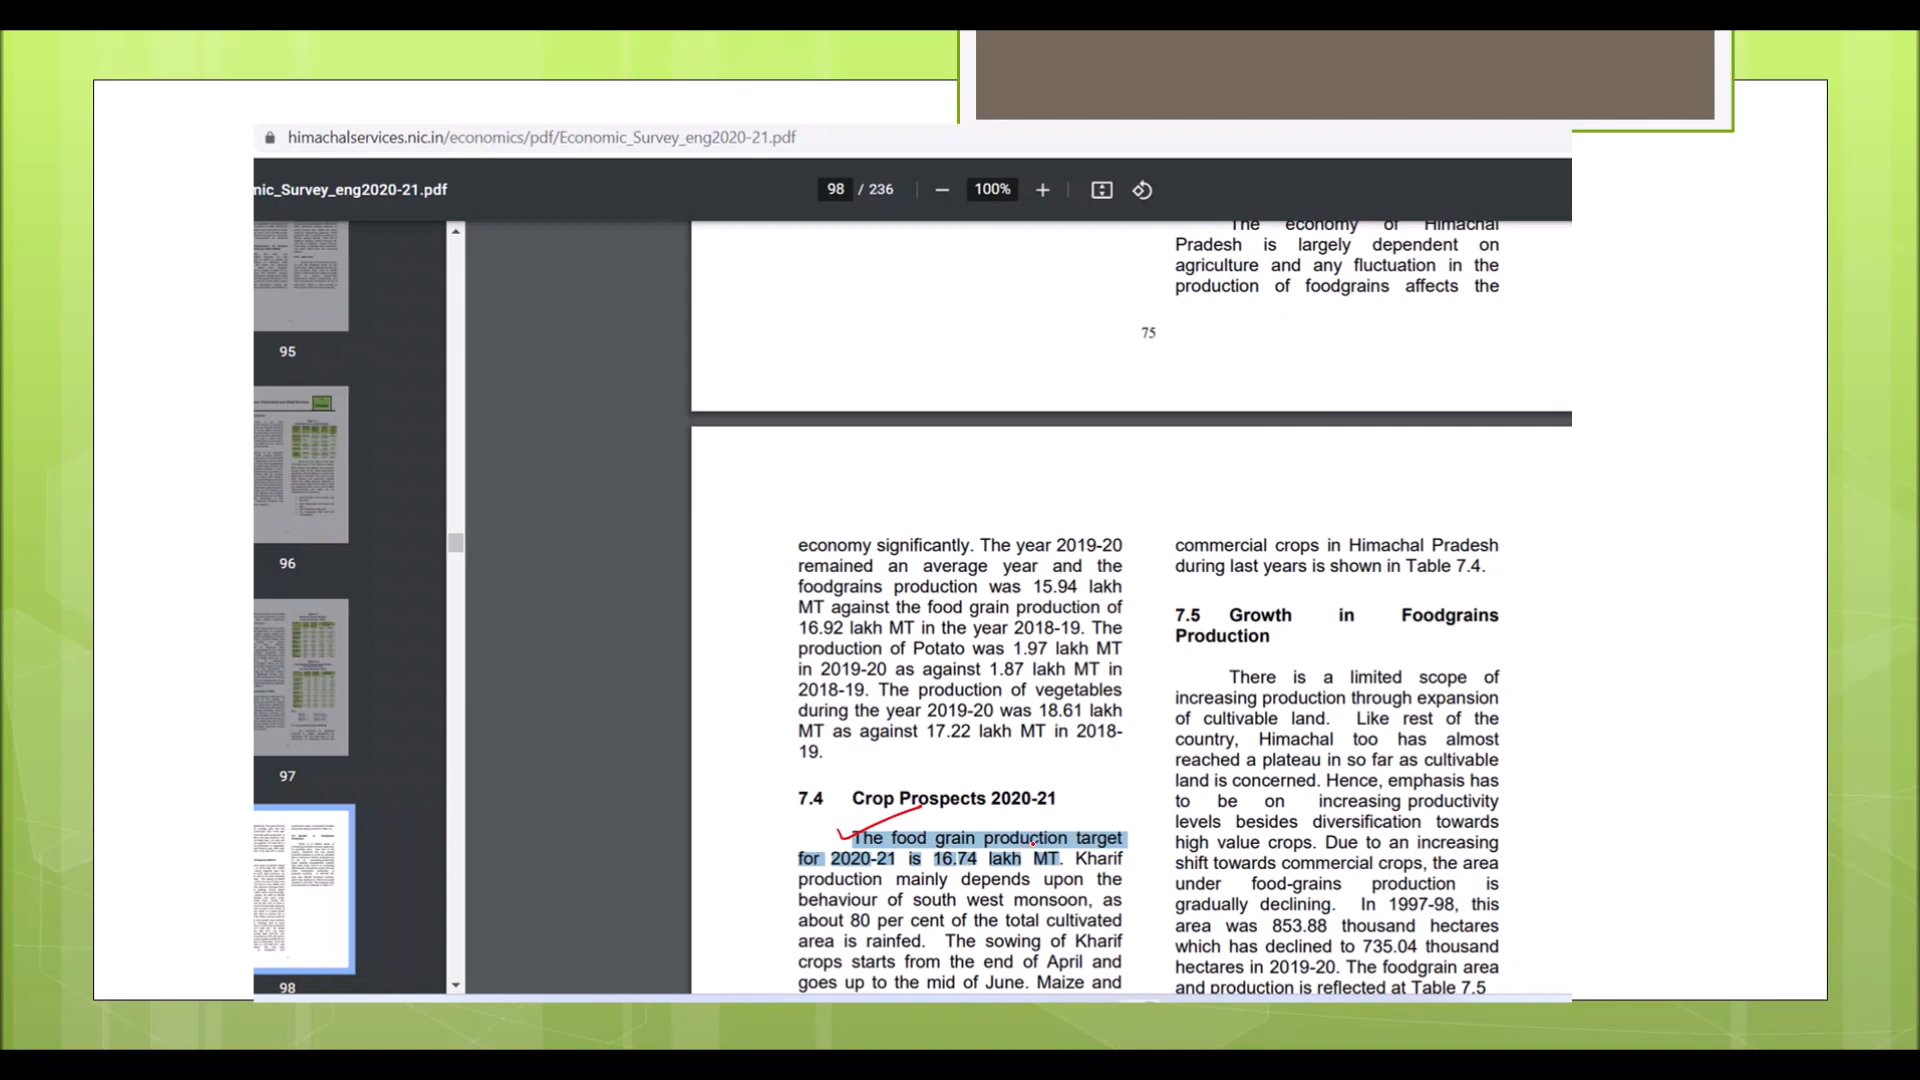 himachalservices.nic.in/economics/pdf/Economic_Survey_eng2020-21.pdf
nic_Survey_eng2020-21.pdf
98 / 236
100%
95
96
97
98
The economy of Himachal
Pradesh is largely dependent on
agriculture and any fluctuation in the
production of foodgrains affects the
75
economy significantly. The year 2019-20
remained an average year and the
foodgrains production was 15.94 lakh
MT against the food grain production of
16.92 lakh MT in the year 2018-19. The
production of Potato was 1.97 lakh MT
in 2019-20 as against 1.87 lakh MT in
2018-19. The production of vegetables
during the year 2019-20 was 18.61 lakh
MT as against 17.22 lakh MT in 2018-
19.
7.4 Crop Prospects 2020-21
The food grain production target
for 2020-21 is 16.74 lakh MT. Kharif
production mainly depends upon the
behaviour of south west monsoon, as
about 80 per cent of the total cultivated
area is rainfed. The sowing of Kharif
crops starts from the end of April and
goes up to the mid of June. Maize and
commercial crops in Himachal Pradesh
during last years is shown in Table 7.4.
7.5 Growth in Foodgrains
Production
There is a limited scope of
increasing production through expansion
of cultivable land. Like rest of the
country, Himachal too has almost
reached a plateau in so far as cultivable
land is concerned. Hence, emphasis has
to be on increasing productivity
levels besides diversification towards
high value crops. Due to an increasing
shift towards commercial crops, the area
under food-grains production is
gradually declining. In 1997-98, this
area was 853.88 thousand hectares
which has declined to 735.04 thousand
hectares in 2019-20. The foodgrain area
and production is reflected at Table 7.5